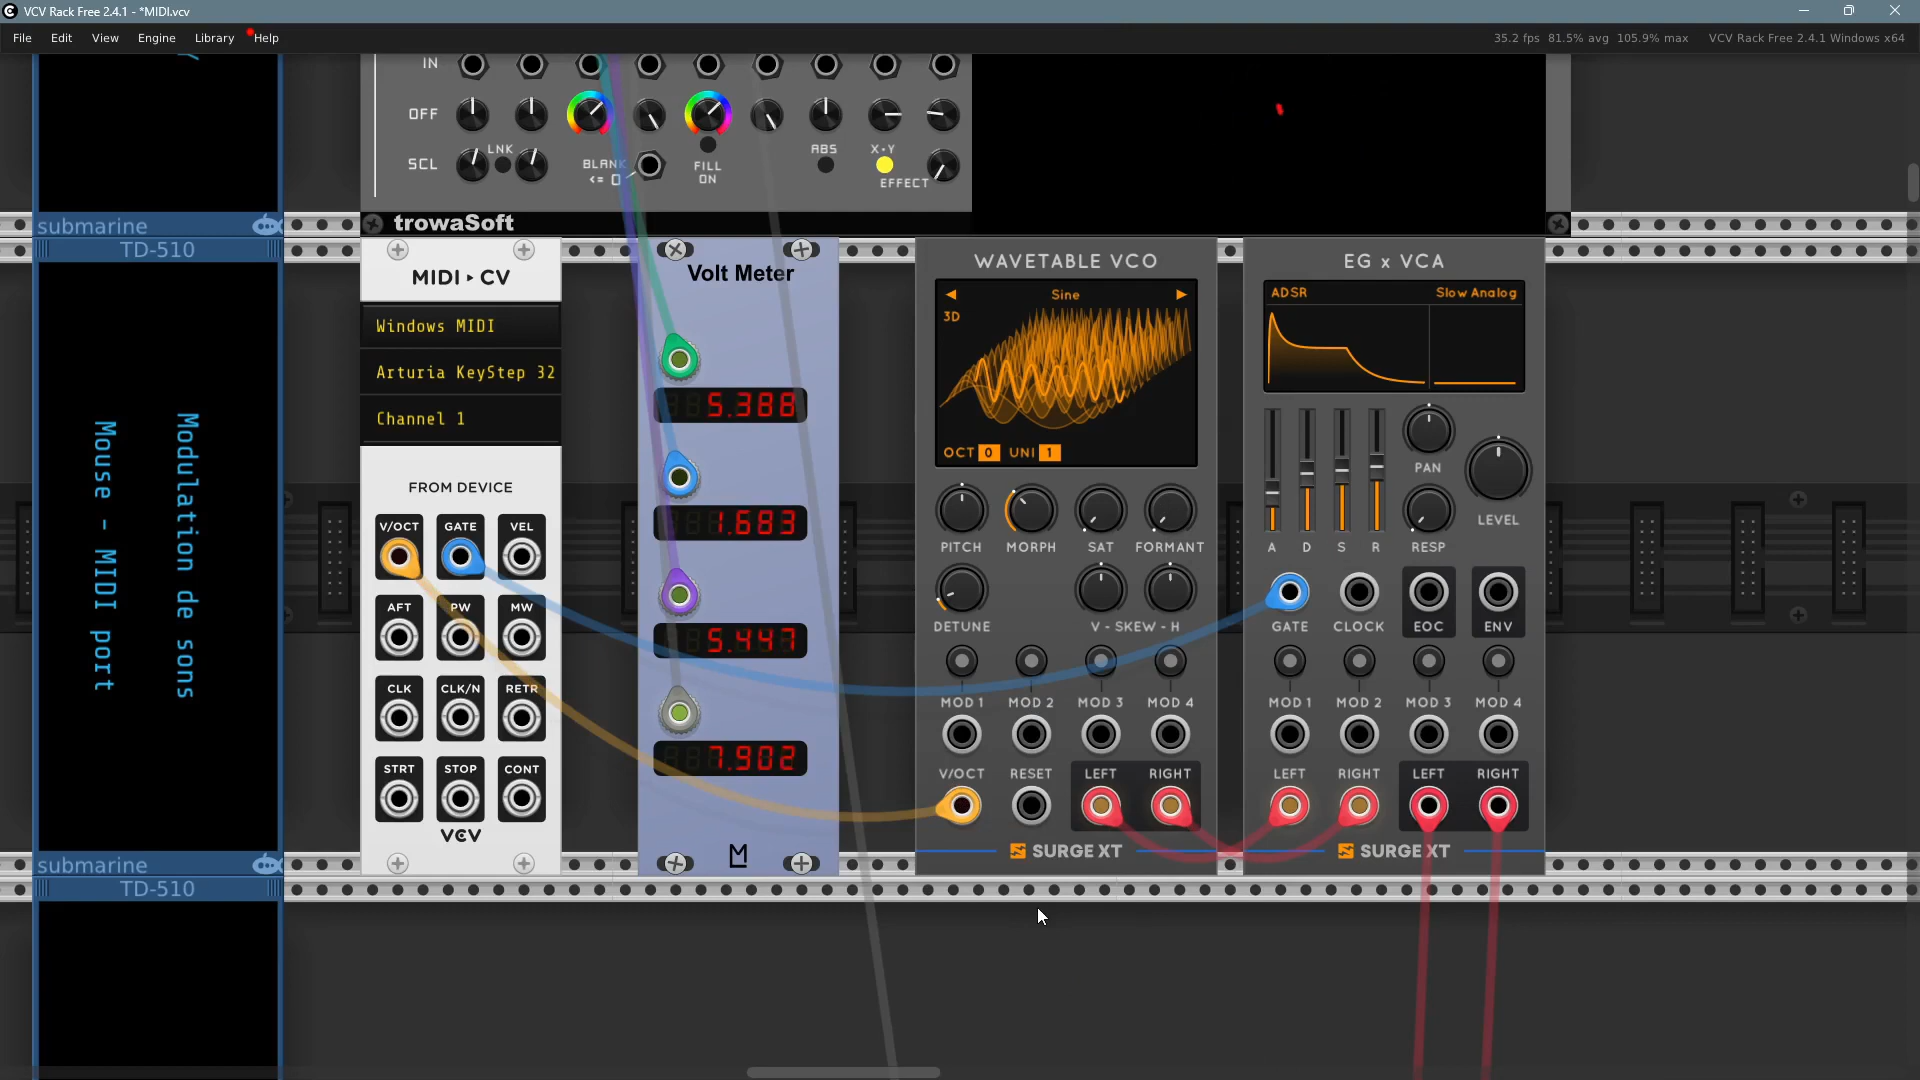 VCV Rack Free 2.4.1 - *MIDI.vcv
File Edit View Engine Library Help
35.2 fps 81.5% avg 105.9% max VCV Rack Free 2.4.1 Windows x64
IN
OFF
SCL
LNK
BLANK
<= 0
FILL
ON
ABS
X•Y
EFFECT
trowaSoft
submarine
TD-510
Modulation de sons
Mouse - MIDI port
submarine
TD-510
MIDI ▸ CV
Windows MIDI
Arturia KeyStep 32
Channel 1
FROM DEVICE
V/OCT GATE VEL
AFT PW MW
CLK CLK/N RETR
STRT STOP CONT
VCV
Volt Meter
5.388
1.683
5.447
7.902
WAVETABLE VCO
Sine
3D
OCT 0 UNI 1
PITCH MORPH SAT FORMANT
DETUNE V - SKEW - H
MOD 1 MOD 2 MOD 3 MOD 4
V/OCT RESET LEFT RIGHT
SURGE XT
EG x VCA
ADSR Slow Analog
PAN
LEVEL
A D S R RESP
GATE CLOCK EOC ENV
MOD 1 MOD 2 MOD 3 MOD 4
LEFT RIGHT LEFT RIGHT
SURGE XT